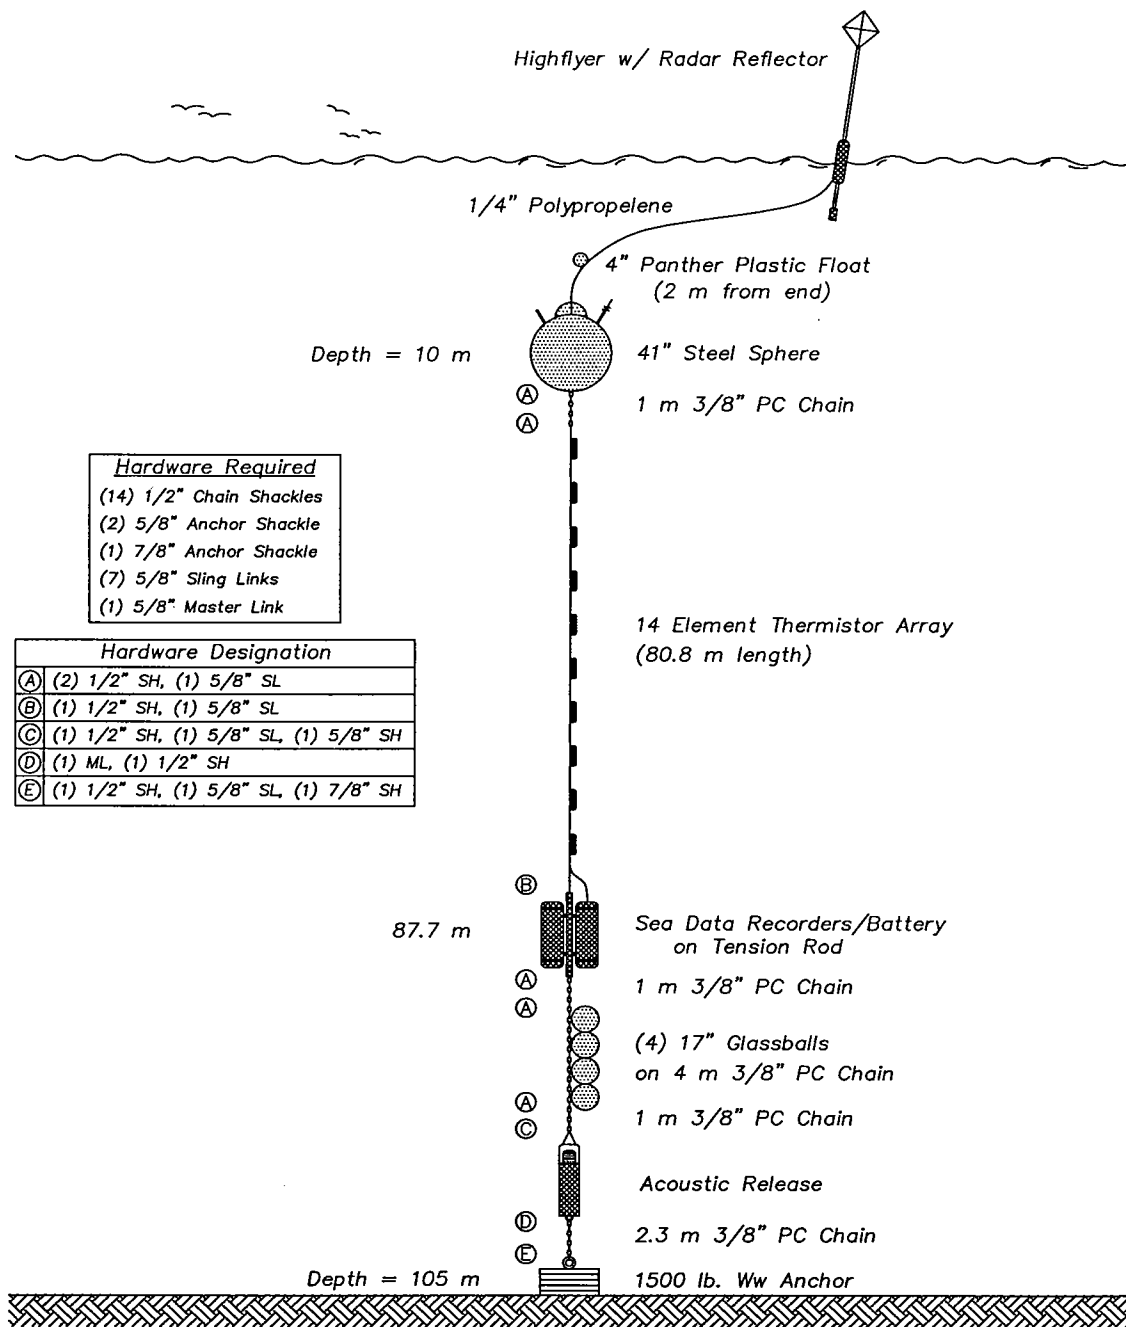 Highflyer w/ Radar Reflector
1/4" Polypropelene
4" Panther Plastic Float
(2 m from end)
Depth = 10 m
41" Steel Sphere
A
1 m 3/8" PC Chain
A
Hardware Required
(14) 1/2" Chain Shackles
(2) 5/8" Anchor Shackle
(1) 7/8" Anchor Shackle
(7) 5/8" Sling Links
(1) 5/8" Master Link
14 Element Thermistor Array
(80.8 m length)
Hardware Designation
A (2) 1/2" SH, (1) 5/8" SL
B (1) 1/2" SH, (1) 5/8" SL
C (1) 1/2" SH, (1) 5/8" SL, (1) 5/8" SH
D (1) ML, (1) 1/2" SH
E (1) 1/2" SH, (1) 5/8" SL, (1) 7/8" SH
B
87.7 m
Sea Data Recorders/Battery
on Tension Rod
A
1 m 3/8" PC Chain
A
(4) 17" Glassballs
on 4 m 3/8" PC Chain
A
1 m 3/8" PC Chain
C
Acoustic Release
D
2.3 m 3/8" PC Chain
E
Depth = 105 m
1500 lb. Ww Anchor